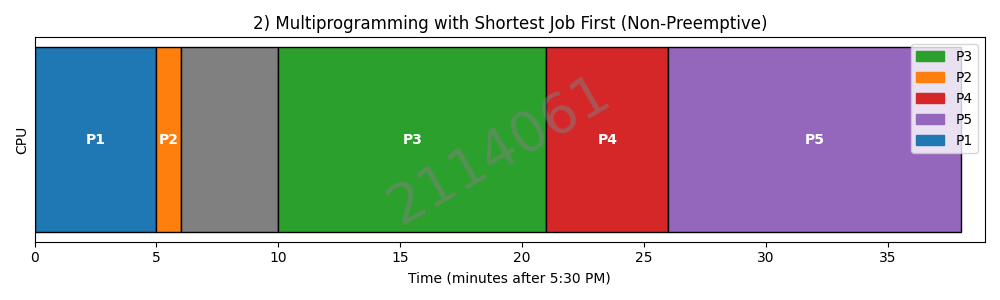 2) Multiprogramming with Shortest Job First (Non-Preemptive)
CPU
P1
P2
P3
P4
P5
P3
P2
P4
P5
P1
2114061
0 5 10 15 20 25 30 35
Time (minutes after 5:30 PM)